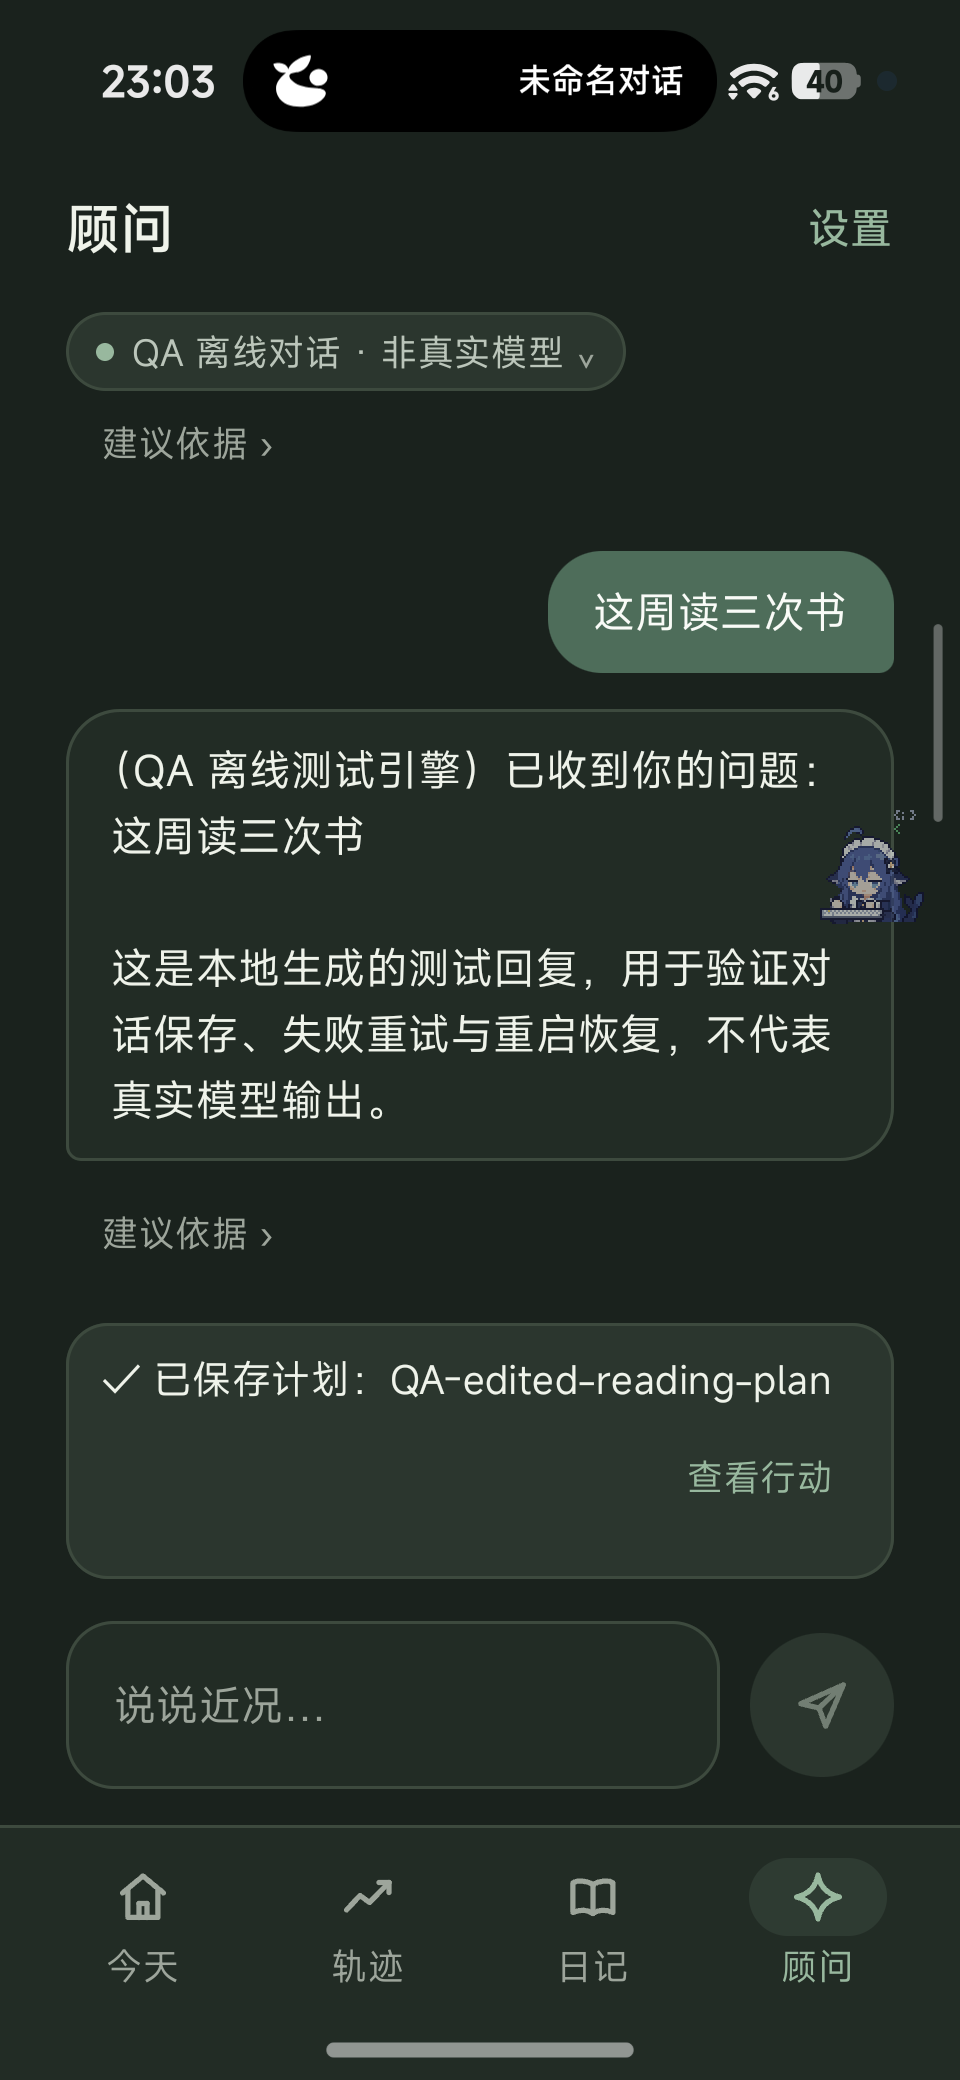 23:03
未命名对话
6
40
顾问
设置
QA 离线对话 · 非真实模型
建议依据 ›
这周读三次书
（QA 离线测试引擎）已收到你的问题：
这周读三次书
这是本地生成的测试回复，用于验证对
话保存、失败重试与重启恢复，不代表
真实模型输出。
建议依据 ›
✓ 已保存计划：QA-edited-reading-plan
查看行动
说说近况...
今天
轨迹
日记
顾问